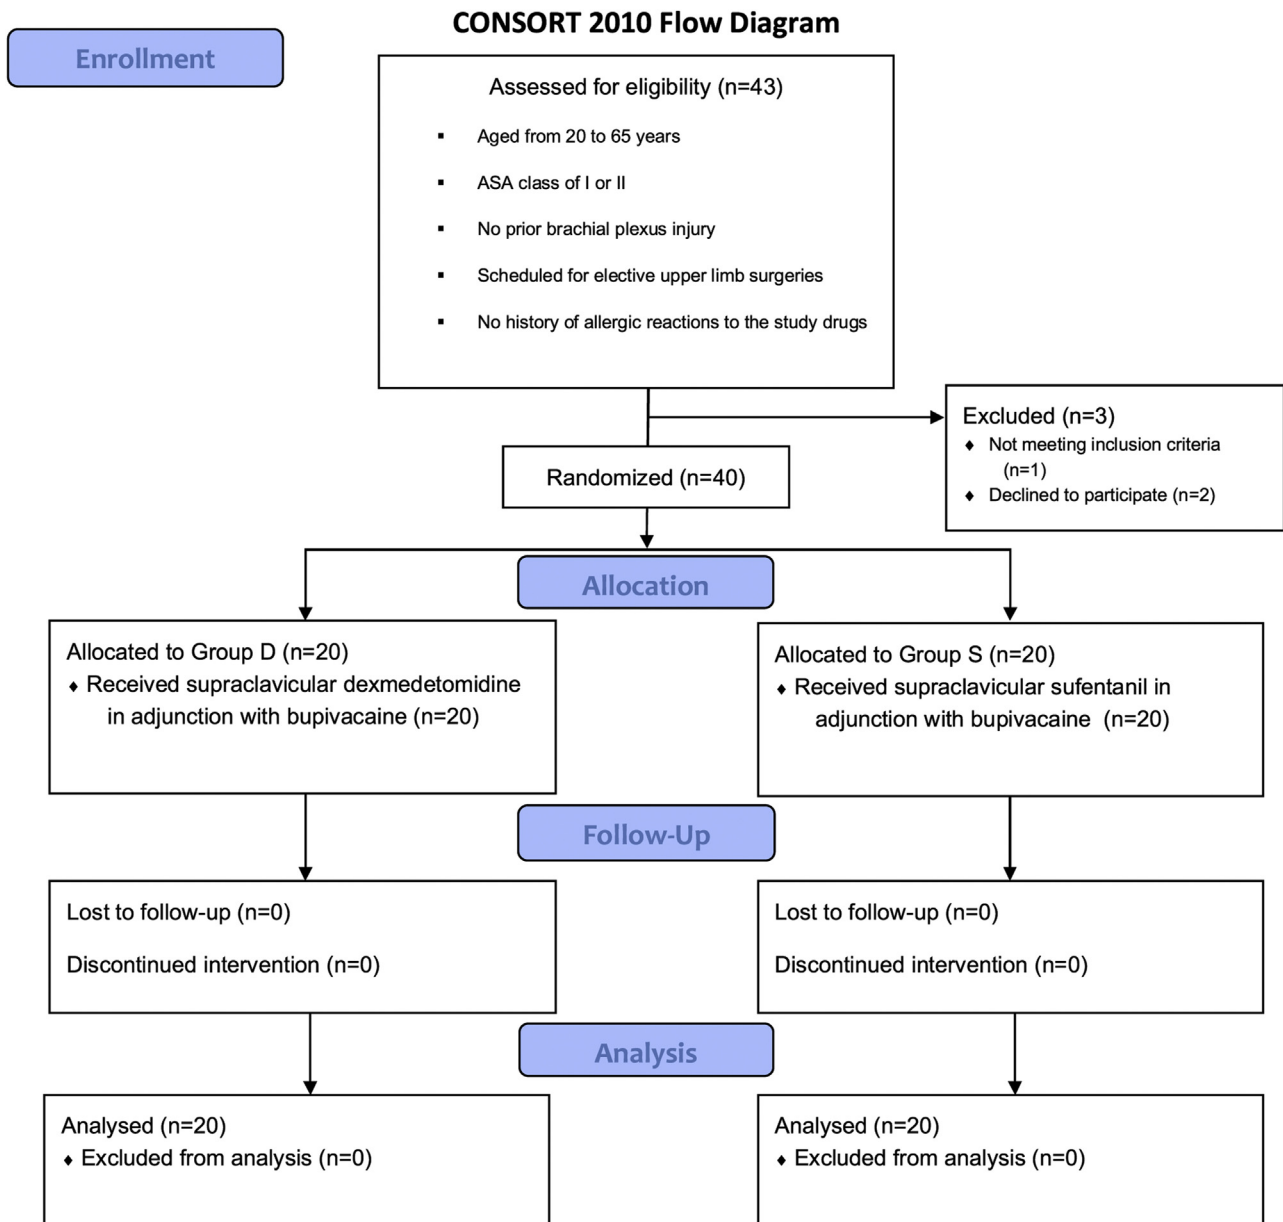 CONSORT 2010 Flow Diagram
Enrollment
Assessed for eligibility (n=43)
▪ Aged from 20 to 65 years
▪ ASA class of I or II
▪ No prior brachial plexus injury
▪ Scheduled for elective upper limb surgeries
▪ No history of allergic reactions to the study drugs
Excluded (n=3)
♦ Not meeting inclusion criteria
(n=1)
♦ Declined to participate (n=2)
Randomized (n=40)
Allocation
Allocated to Group D (n=20)
♦ Received supraclavicular dexmedetomidine
in adjunction with bupivacaine (n=20)
Allocated to Group S (n=20)
♦ Received supraclavicular sufentanil in
adjunction with bupivacaine (n=20)
Follow-Up
Lost to follow-up (n=0)
Discontinued intervention (n=0)
Lost to follow-up (n=0)
Discontinued intervention (n=0)
Analysis
Analysed (n=20)
♦ Excluded from analysis (n=0)
Analysed (n=20)
♦ Excluded from analysis (n=0)